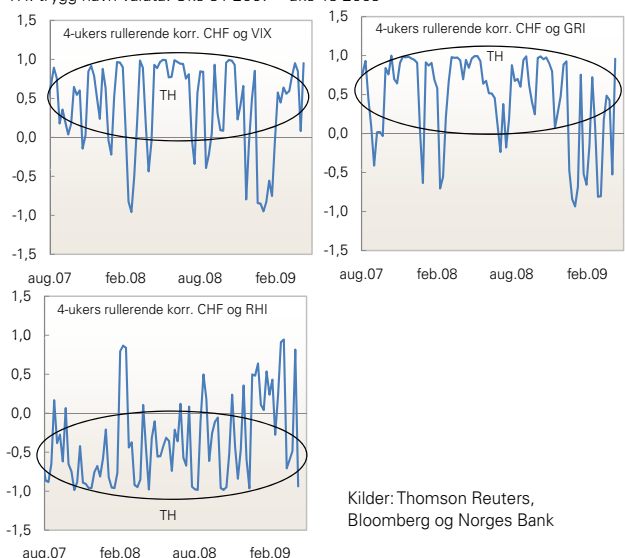 TH: trygg havn valuta.
4-ukers rullerende korr. CHF og VIX
1,5
1,0
0,5
0,0
-0,5
-1,0
-1,5
TH
aug.07 feb.08 aug.08 feb.09
4-ukers rullerende korr. CHF og GRI
1,5
1,0
0,5
0,0
-0,5
-1,0
-1,5
TH
aug.07 feb.08 aug.08 feb.09
4-ukers rullerende korr. CHF og RHI
1,5
1,0
0,5
0,0
-0,5
-1,0
-1,5
TH
aug.07 feb.08 aug.08 feb.09
Kilder: Thomson Reuters,
Bloomberg og Norges Bank